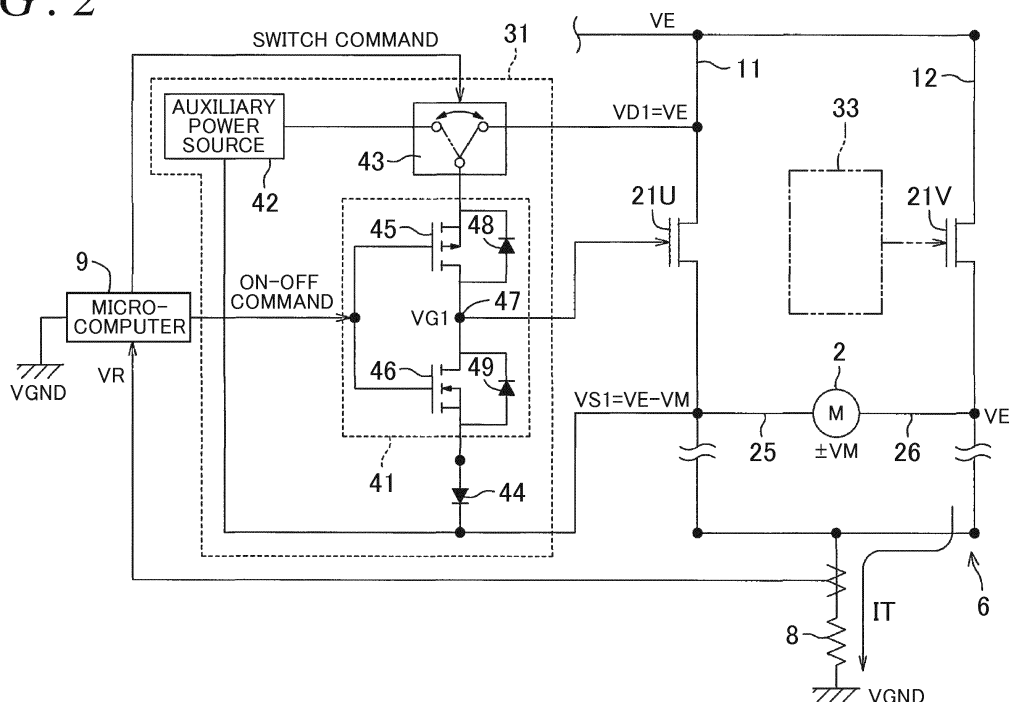 G. 2
SWITCH COMMAND
31
VE
11
12
AUXILIARY
POWER
SOURCE
42
43
VD1=VE
33
21U
21V
45
48
9
MICRO-
COMPUTER
ON-OFF
COMMAND
VG1
47
VGND
VR
46
49
2
M
±VM
VS1=VE-VM
VE
25
26
41
44
6
IT
8
VGND